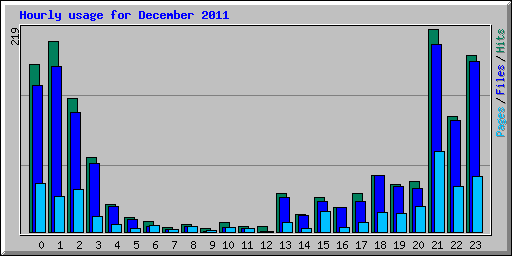 Hourly usage for December 2011
219
Pages/Files/Hits
0 1 2 3 4 5 6 7 8 9 10 11 12 13 14 15 16 17 18 19 20 21 22 23